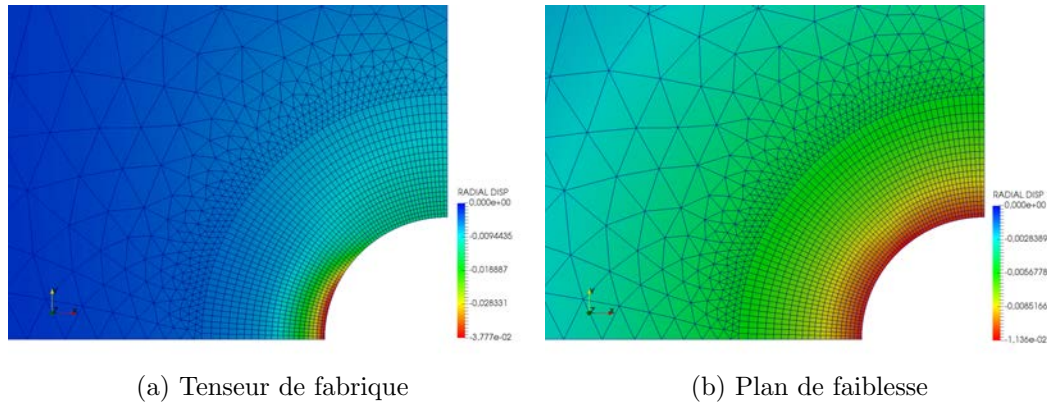 RADIAL DISP
0,000e+00
-0,0094435
-0,018887
-0,028331
-3,777e-02
RADIAL DISP
0,000e+00
-0,0028389
-0,0056778
-0,0085166
-1,136e-02
(a) Tenseur de fabrique
(b) Plan de faiblesse